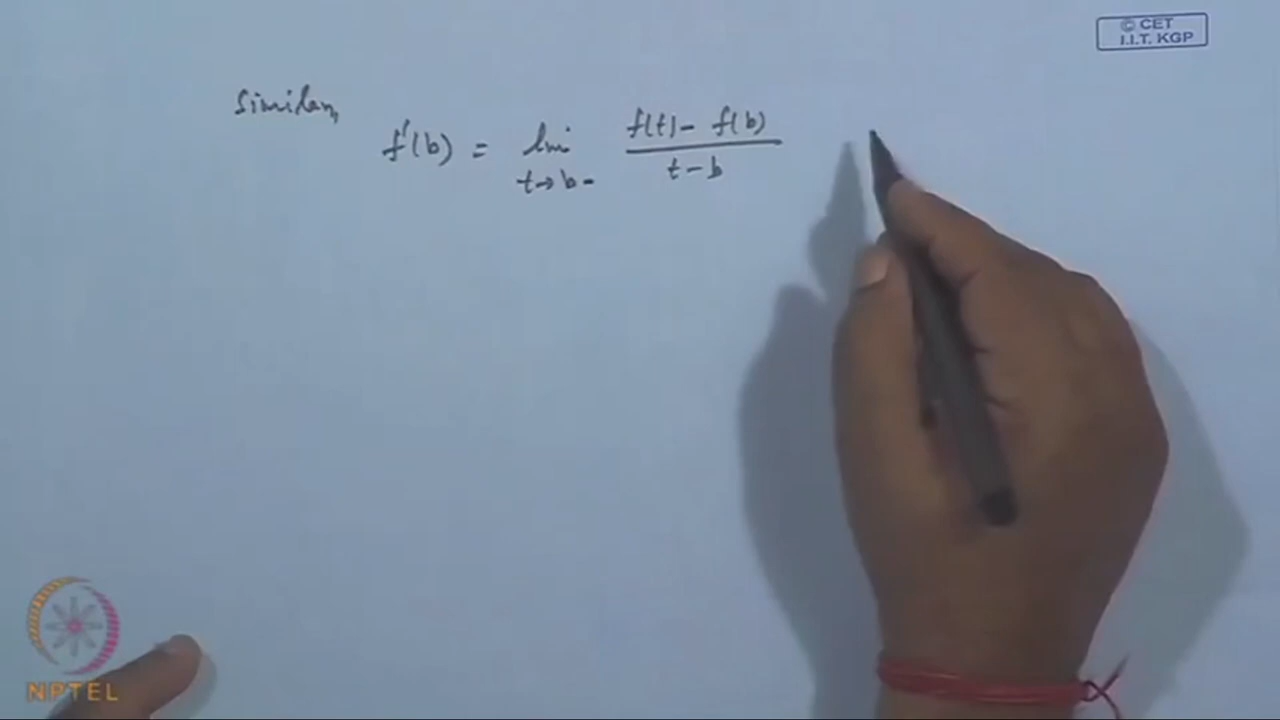 © CET
I.I.T. KGP
Similarly
f'(b) = lim t→b- f(t) - f(b) / t - b
NPTEL